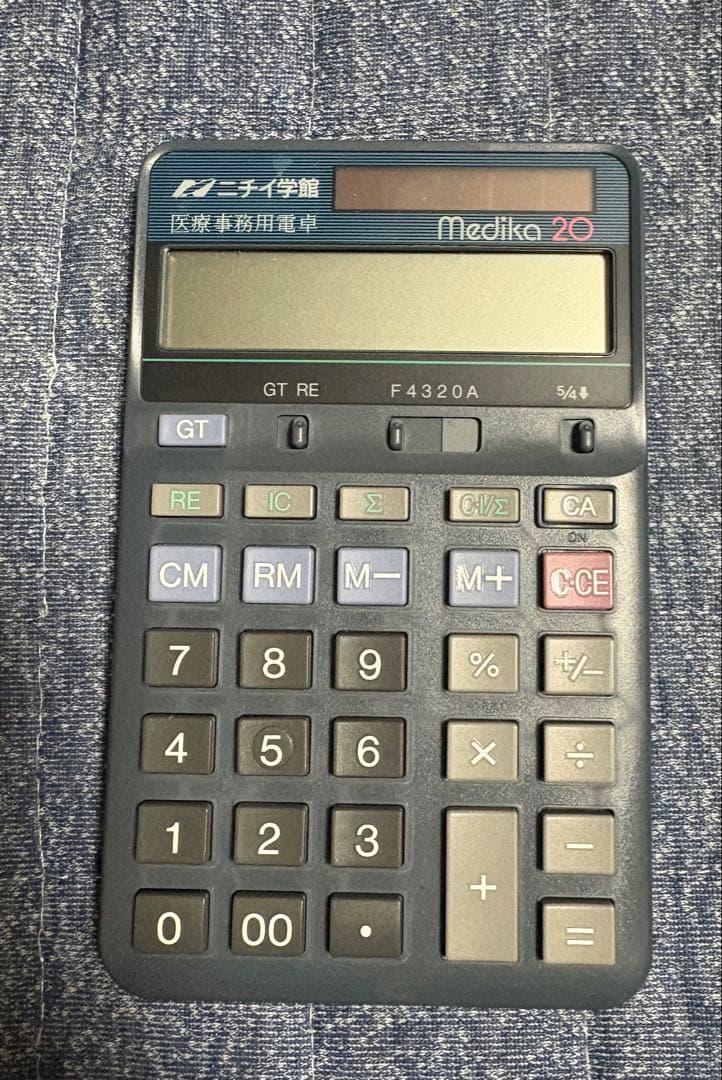 ニチイ学館
医療事務用電卓 Medika 20
GT RE F4320A 5/4⬇
GT
RE IC Σ C·I/Σ CA
ON
CM RM M− M+ C·CE
7 8 9 % +/−
4 5 6 × ÷
1 2 3 −
+
0 00 · =